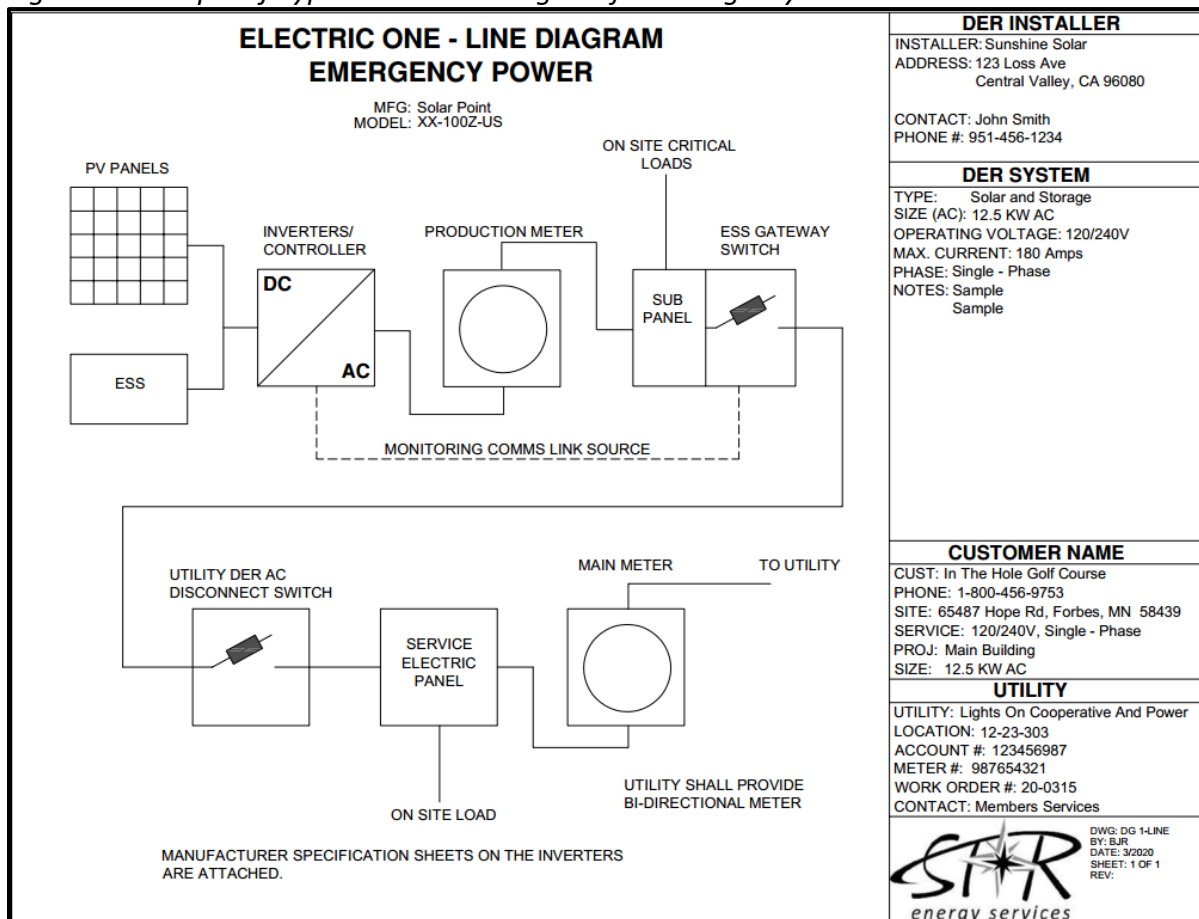 ELECTRIC ONE - LINE DIAGRAM
EMERGENCY POWER
MFG: Solar Point
MODEL: XX-100Z-US
PV PANELS
INVERTERS/
CONTROLLER
DC
AC
PRODUCTION METER
ON SITE CRITICAL
LOADS
ESS GATEWAY
SWITCH
SUB
PANEL
ESS
MONITORING COMMS LINK SOURCE
UTILITY DER AC
DISCONNECT SWITCH
SERVICE
ELECTRIC
PANEL
MAIN METER
TO UTILITY
ON SITE LOAD
UTILITY SHALL PROVIDE
BI-DIRECTIONAL METER
MANUFACTURER SPECIFICATION SHEETS ON THE INVERTERS
ARE ATTACHED.
DER INSTALLER
INSTALLER: Sunshine Solar
ADDRESS: 123 Loss Ave
Central Valley, CA 96080
CONTACT: John Smith
PHONE #: 951-456-1234
DER SYSTEM
TYPE: Solar and Storage
SIZE (AC): 12.5 KW AC
OPERATING VOLTAGE: 120/240V
MAX. CURRENT: 180 Amps
PHASE: Single - Phase
NOTES: Sample
Sample
CUSTOMER NAME
CUST: In The Hole Golf Course
PHONE: 1-800-456-9753
SITE: 65487 Hope Rd, Forbes, MN 58439
SERVICE: 120/240V, Single - Phase
PROJ: Main Building
SIZE: 12.5 KW AC
UTILITY
UTILITY: Lights On Cooperative And Power
LOCATION: 12-23-303
ACCOUNT #: 123456987
METER #: 987654321
WORK ORDER #: 20-0315
CONTACT: Members Services
STAR
energy services
DWG: DG 1-LINE
BY: BJR
DATE: 3/2020
SHEET: 1 OF 1
REV: